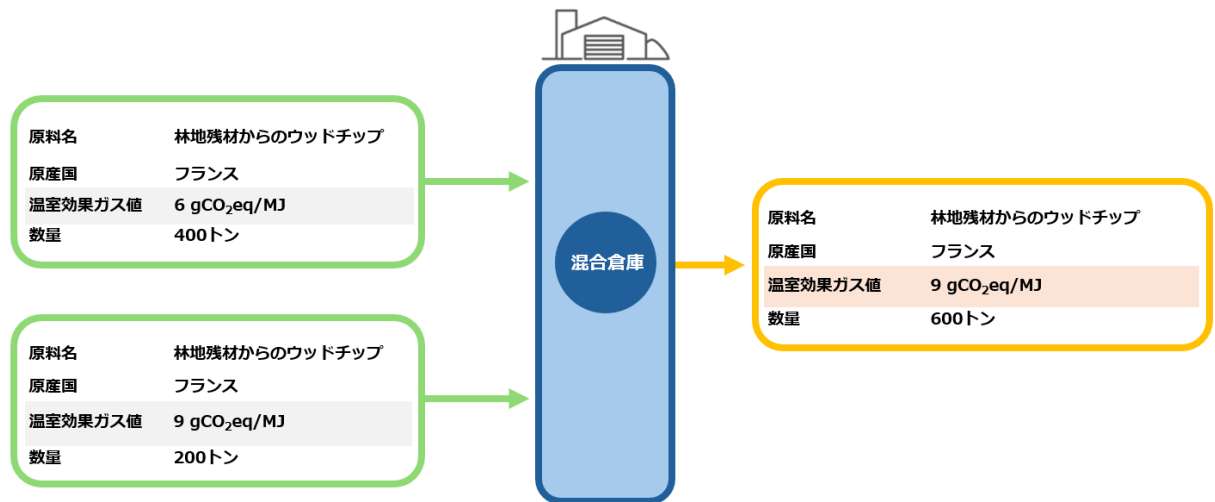 原料名 林地残材からのウッドチップ
原産国 フランス
温室効果ガス値 6 gCO₂eq/MJ
数量 400トン
原料名 林地残材からのウッドチップ
原産国 フランス
温室効果ガス値 9 gCO₂eq/MJ
数量 200トン
混合倉庫
原料名 林地残材からのウッドチップ
原産国 フランス
温室効果ガス値 9 gCO₂eq/MJ
数量 600トン